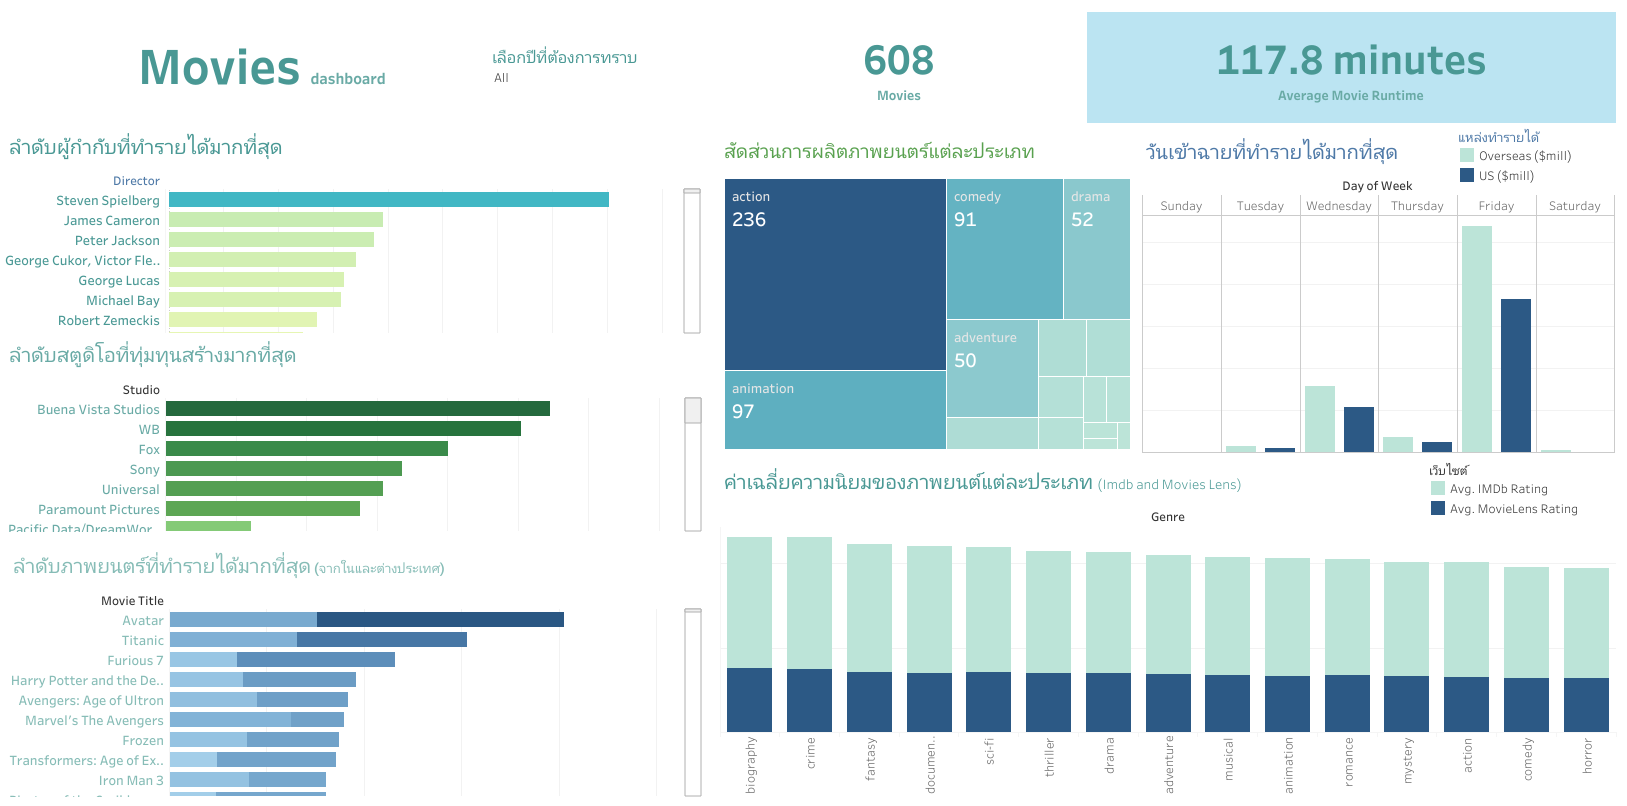 Movies dashboard
เลือกปีที่ต้องการทราบ
All
608
Movies
117.8 minutes
Average Movie Runtime
ลำดับผู้กำกับที่ทำรายได้มากที่สุด
Director
Steven Spielberg
James Cameron
Peter Jackson
George Cukor, Victor Fle..
George Lucas
Michael Bay
Robert Zemeckis
ลำดับสตูดิโอที่ทุ่มทุนสร้างมากที่สุด
Studio
Buena Vista Studios
WB
Fox
Sony
Universal
Paramount Pictures
Pacific Data/DreamWor..
ลำดับภาพยนตร์ที่ทำรายได้มากที่สุด (จากในและต่างประเทศ)
Movie Title
Avatar
Titanic
Furious 7
Harry Potter and the De..
Avengers: Age of Ultron
Marvel's The Avengers
Frozen
Transformers: Age of Ex..
Iron Man 3
สัดส่วนการผลิตภาพยนตร์แต่ละประเภท
action
236
comedy
91
drama
52
adventure
50
animation
97
วันเข้าฉายที่ทำรายได้มากที่สุด
แหล่งทำรายได้
Overseas ($mill)
US ($mill)
Day of Week
Sunday
Tuesday
Wednesday
Thursday
Friday
Saturday
ค่าเฉลี่ยความนิยมของภาพยนต์แต่ละประเภท (Imdb and Movies Lens)
เว็บไซต์
Avg. IMDb Rating
Avg. MovieLens Rating
Genre
biography
crime
fantasy
documen..
sci-fi
thriller
drama
adventure
musical
animation
romance
mystery
action
comedy
horror